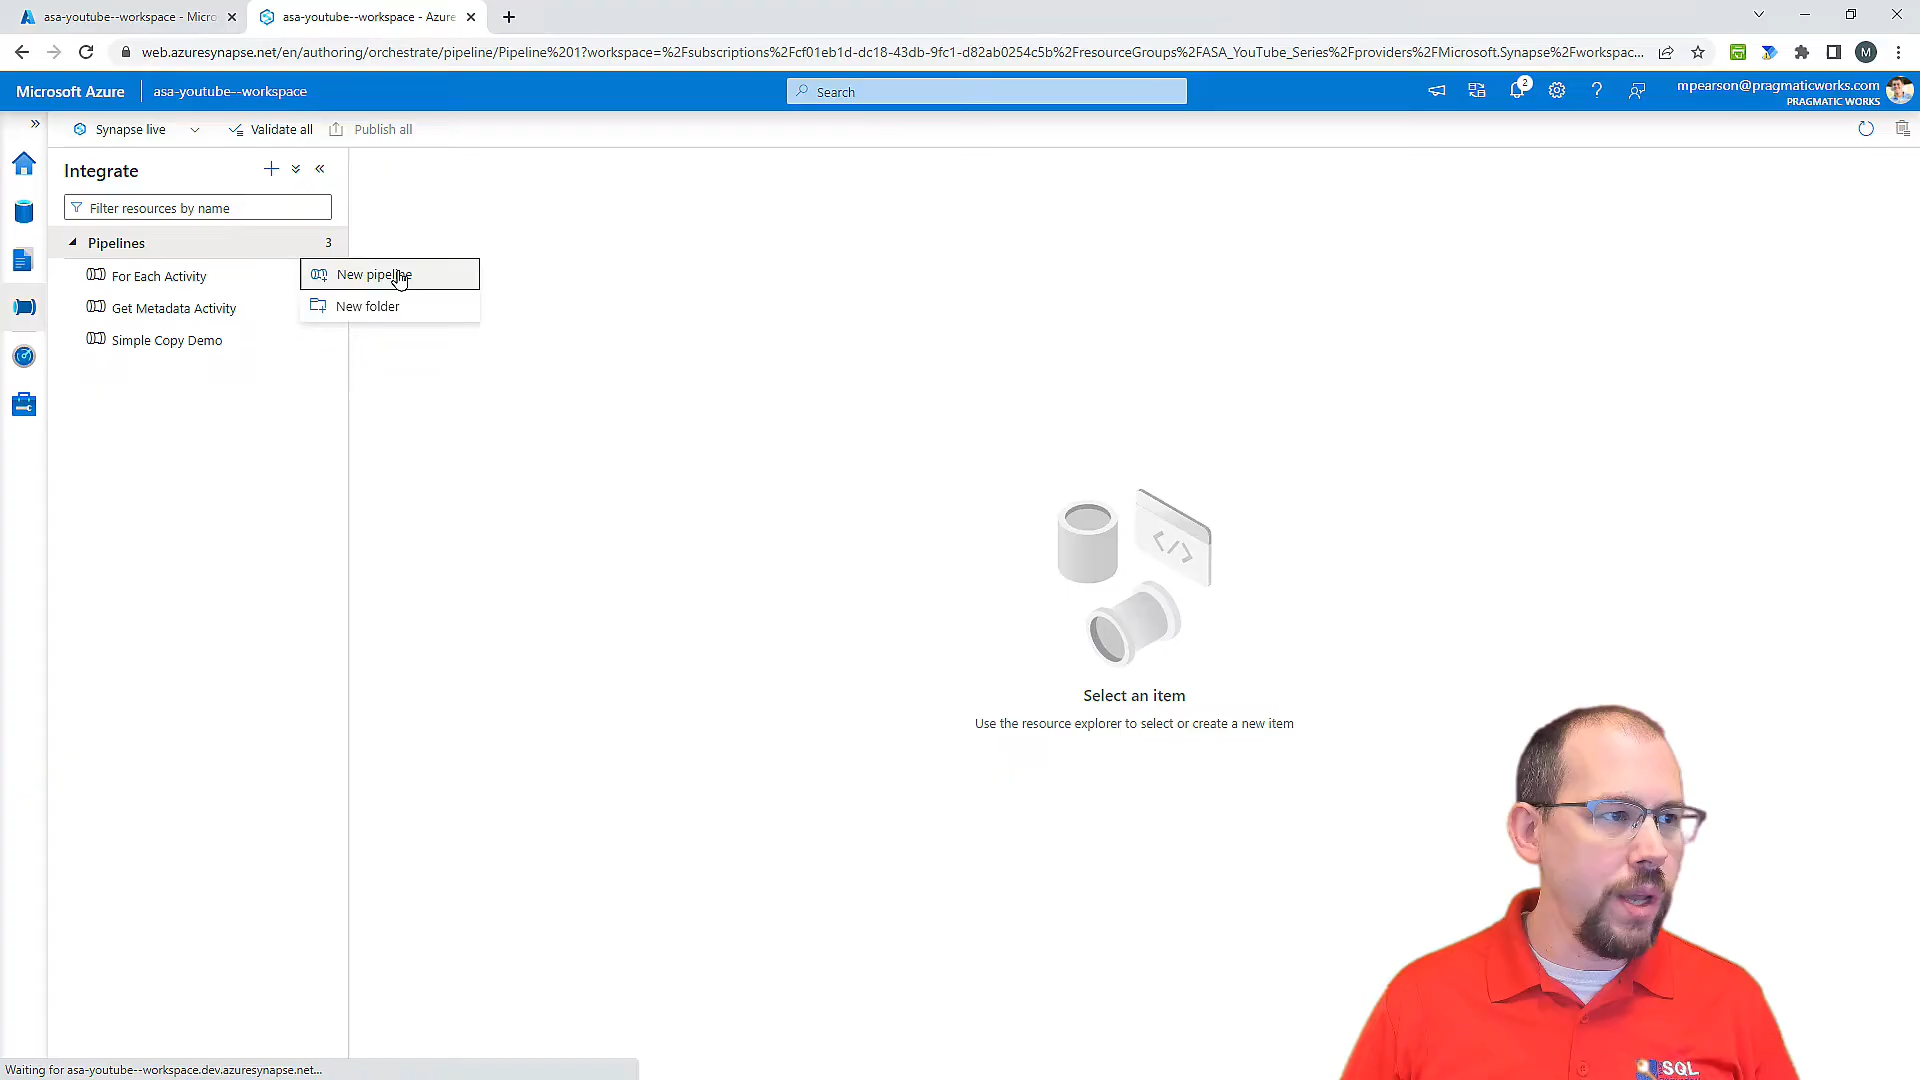 asa-youtube--workspace - Micro
asa-youtube--workspace - Azure
web.azuresynapse.net/en/authoring/orchestrate/pipeline/Pipeline%201?workspace=%2Fsubscriptions%2Fcf01eb1d-dc18-43db-9fc1-d82ab0254c5b%2FresourceGroups%2FASA_YouTube_Series%2Fproviders%2FMicrosoft.Synapse%2Fworkspac...
M
Microsoft Azure
asa-youtube--workspace
Search
2
mpearson@pragmaticworks.com
PRAGMATIC WORKS
Synapse live
Validate all
Publish all
Integrate
Filter resources by name
Pipelines
3
For Each Activity
Get Metadata Activity
Simple Copy Demo
New pipeline
New folder
Select an item
Use the resource explorer to select or create a new item
Waiting for asa-youtube--workspace.dev.azuresynapse.net...
SQL